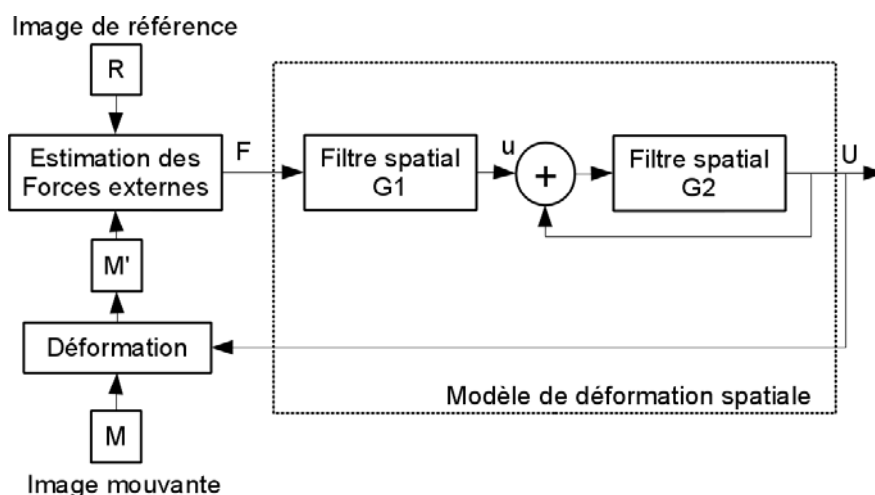 Image de référence
R
Estimation des
Forces externes
F
Filtre spatial
G1
u
+
Filtre spatial
G2
U
M'
Déformation
Modèle de déformation spatiale
M
Image mouvante